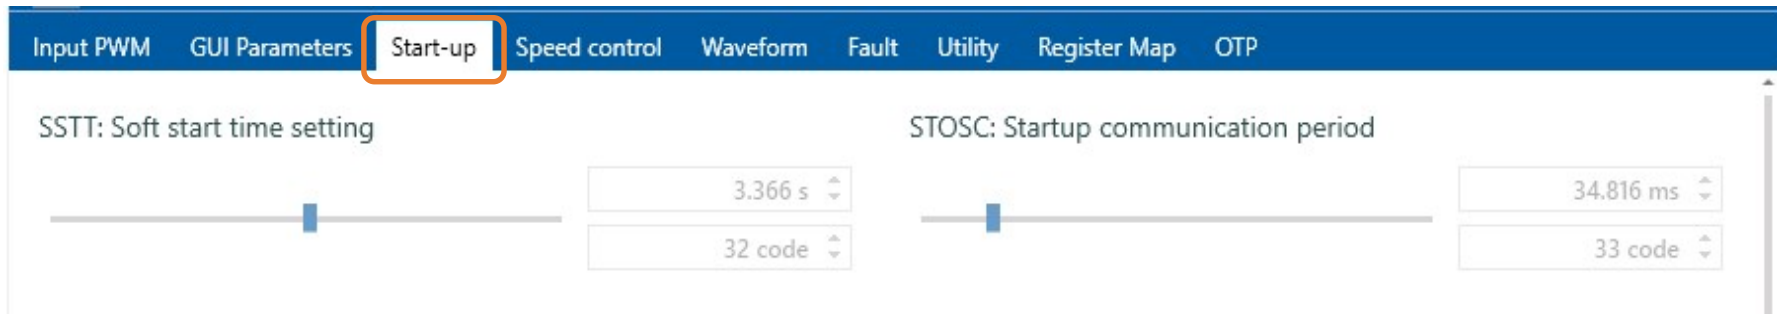 Input PWM GUI Parameters Start-up Speed control Waveform Fault Utility Register Map OTP
SSTT: Soft start time setting
3.366 s
32 code
STOSC: Startup communication period
34.816 ms
33 code